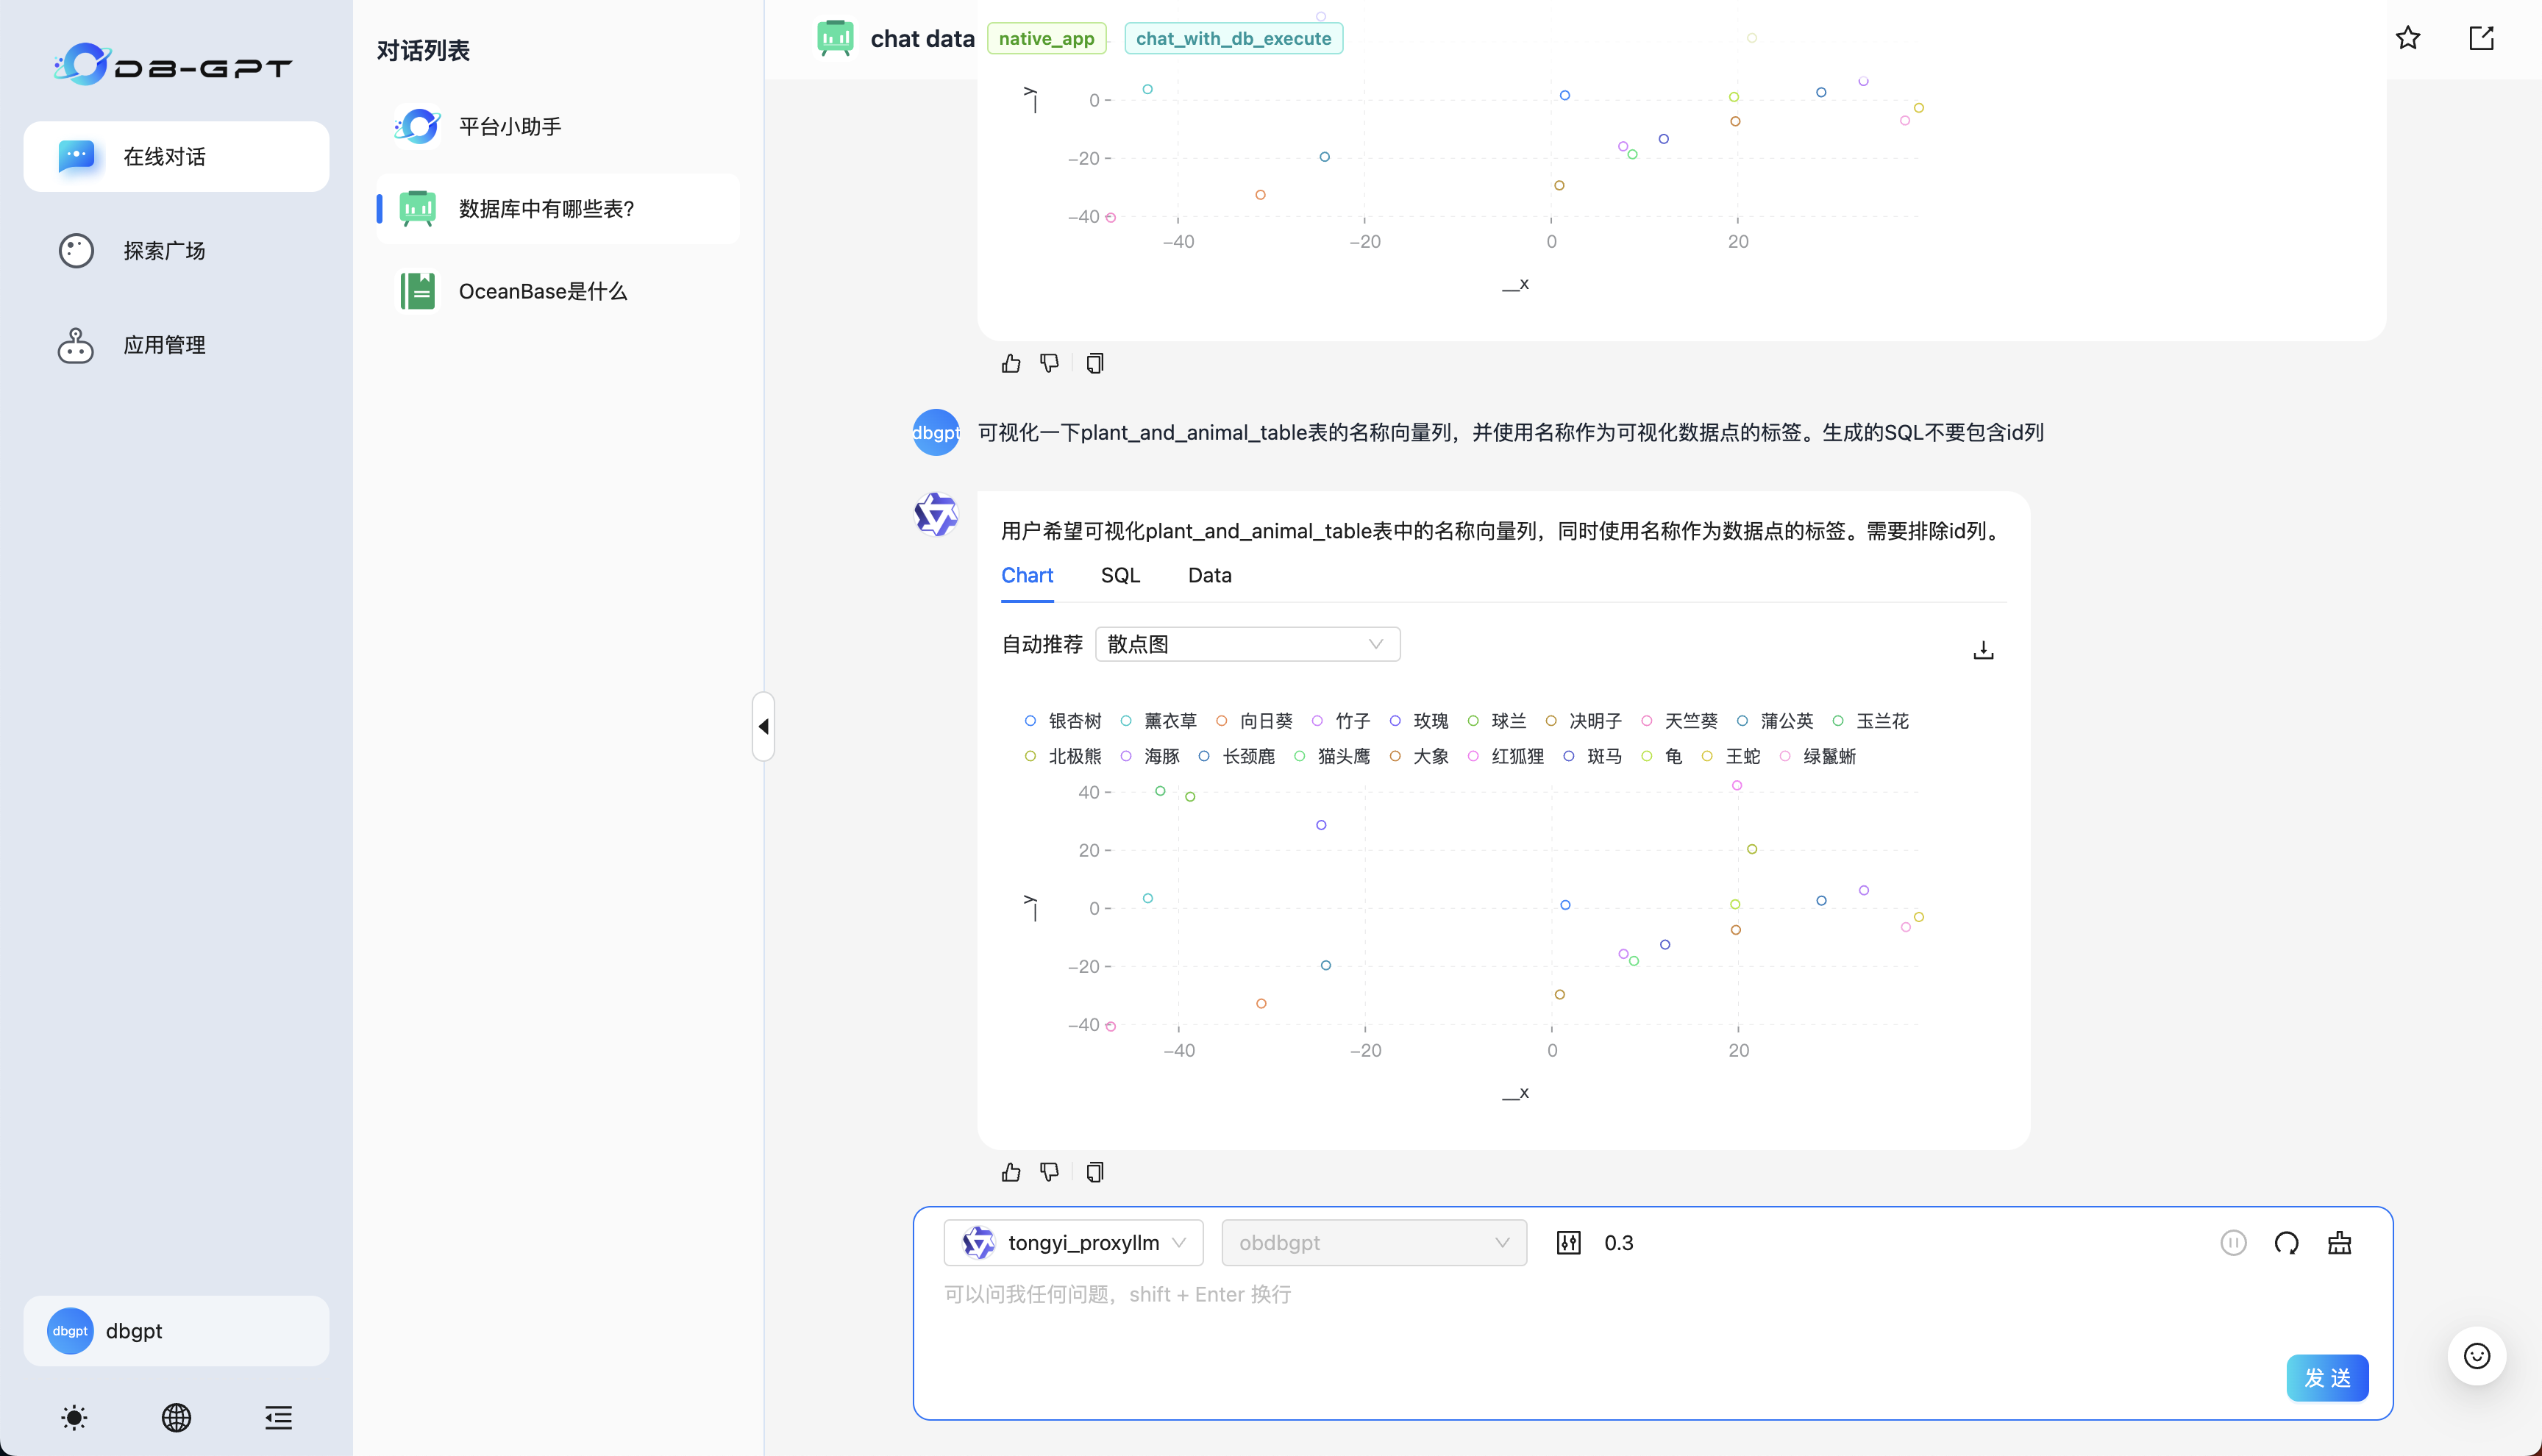 DB-GPT
在线对话
探索广场
应用管理
dbgpt
dbgpt
对话列表
平台小助手
数据库中有哪些表?
OceanBase是什么
chat data
native_app
chat_with_db_execute
__y
0
−20
−40
−40
−20
0
20
__x
dbgpt
可视化一下plant_and_animal_table表的名称向量列，并使用名称作为可视化数据点的标签。生成的SQL不要包含id列
用户希望可视化plant_and_animal_table表中的名称向量列，同时使用名称作为数据点的标签。需要排除id列。
Chart SQL Data
自动推荐 散点图
银杏树 薰衣草 向日葵 竹子 玫瑰 球兰 决明子 天竺葵 蒲公英 玉兰花
北极熊 海豚 长颈鹿 猫头鹰 大象 红狐狸 斑马 龟 王蛇 绿鬣蜥
40
20
__y
0
−20
−40
−40
−20
0
20
__x
tongyi_proxyllm obdbgpt 0.3
可以问我任何问题，shift + Enter 换行
发 送